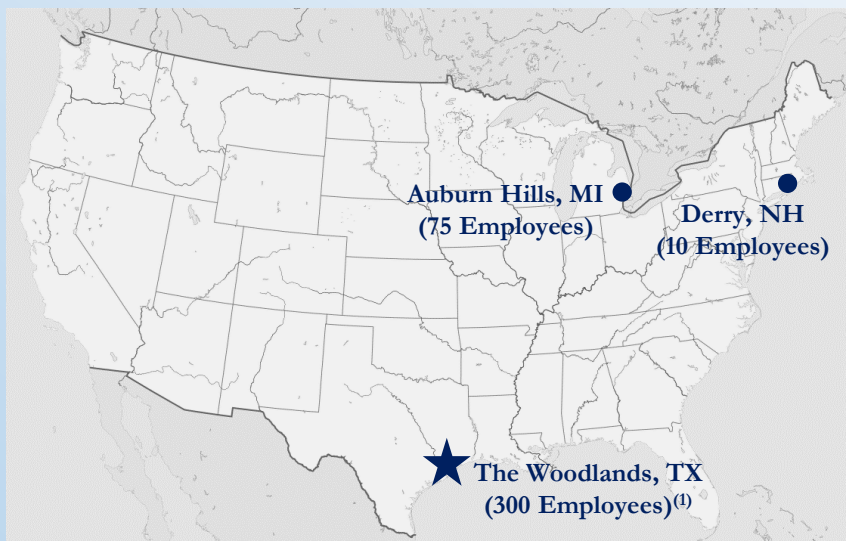 Auburn Hills, MI
(75 Employees)
Derry, NH
(10 Employees)
The Woodlands, TX
(300 Employees)(1)